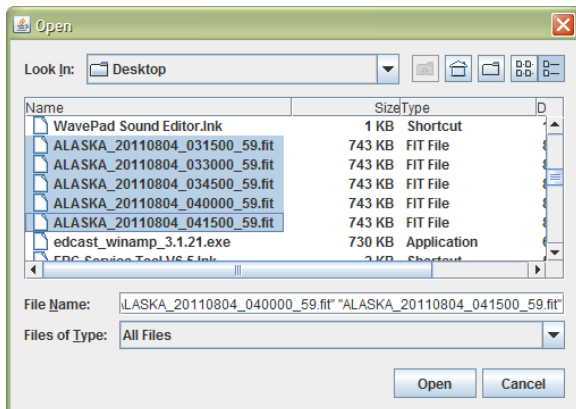 Open
Look In: Desktop
Name Size Type D
WavePad Sound Editor.lnk 1 KB Shortcut
ALASKA_20110804_031500_59.fit 743 KB FIT File
ALASKA_20110804_033000_59.fit 743 KB FIT File
ALASKA_20110804_034500_59.fit 743 KB FIT File
ALASKA_20110804_040000_59.fit 743 KB FIT File
ALASKA_20110804_041500_59.fit 743 KB FIT File
edcast_winamp_3.1.21.exe 730 KB Application
File Name: \LASKA_20110804_040000_59.fit" "ALASKA_20110804_041500_59.fit"
Files of Type: All Files
Open Cancel